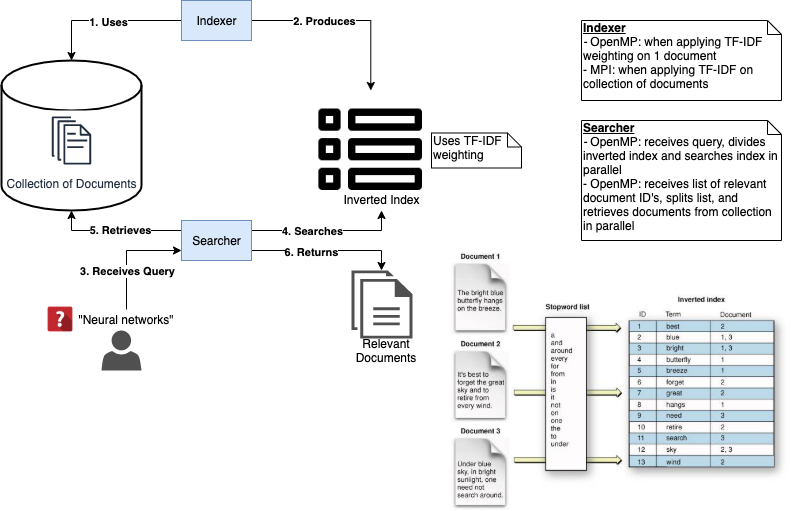 Indexer
1. Uses
2. Produces
Collection of Documents
Inverted Index
Uses TF-IDF
weighting
Indexer
- OpenMP: when applying TF-IDF
weighting on 1 document
- MPI: when applying TF-IDF on
collection of documents
Searcher
- OpenMP: receives query, divides
inverted index and searches index in
parallel
- OpenMP: receives list of relevant
document ID's, splits list, and
retrieves documents from collection
in parallel
5. Retrieves
Searcher
4. Searches
6. Returns
3. Receives Query
?
"Neural networks"
Relevant
Documents
Document 1
The bright blue
butterfly hangs
on the breeze.
Document 2
It's best to
forget the great
sky and to
retire from
every wind.
Document 3
Under blue
sky, in bright
sunlight, one
need not
search around.
Stopword list
a
and
around
every
for
from
in
is
it
not
on
one
the
to
under
Inverted index
ID Term Document
1 best 2
2 blue 1, 3
3 bright 1, 3
4 butterfly 1
5 breeze 1
6 forget 2
7 great 2
8 hangs 1
9 need 3
10 retire 2
11 search 3
12 sky 2, 3
13 wind 2